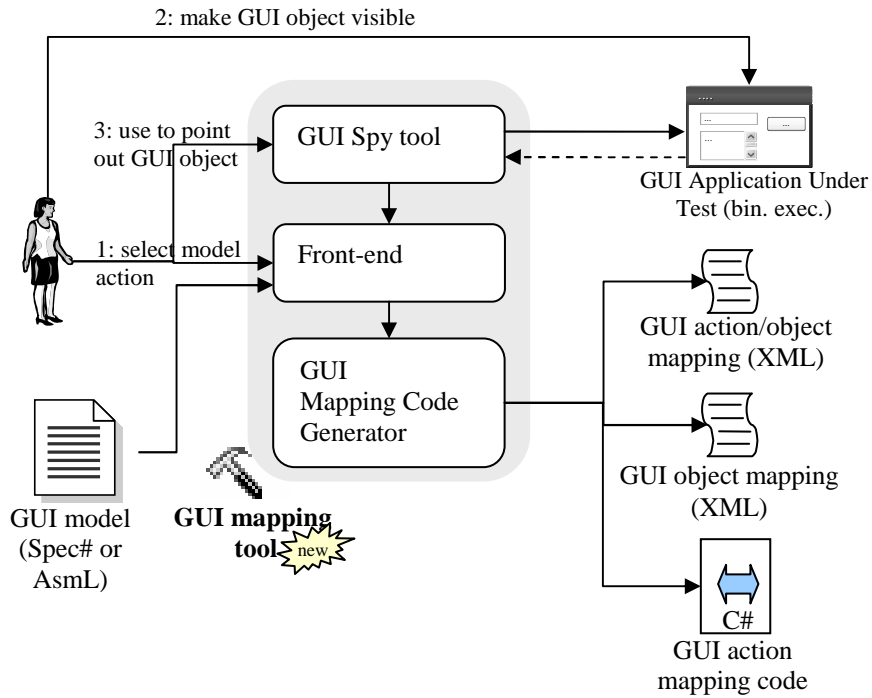 2: make GUI object visible
3: use to point
out GUI object
GUI Spy tool
....
...
...
...
GUI Application Under
Test (bin. exec.)
1: select model
action
Front-end
GUI action/object
mapping (XML)
GUI
Mapping Code
Generator
GUI object mapping
(XML)
GUI model
(Spec# or
AsmL)
GUI mapping
tool
new
C#
GUI action
mapping code